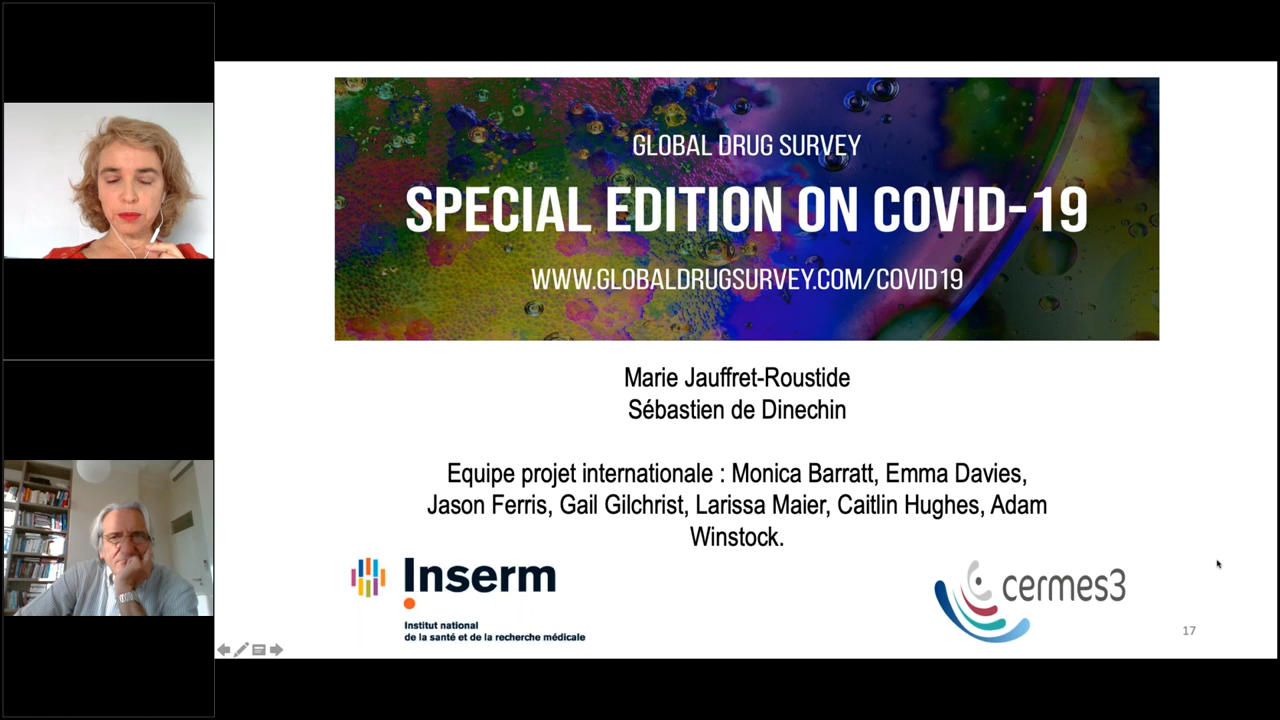 GLOBAL DRUG SURVEY
SPECIAL EDITION ON COVID-19
WWW.GLOBALDRUGSURVEY.COM/COVID19
Marie Jauffret-Roustide
Sébastien de Dinechin
Equipe projet internationale : Monica Barratt, Emma Davies,
Jason Ferris, Gail Gilchrist, Larissa Maier, Caitlin Hughes, Adam
Winstock.
Inserm
Institut national
de la santé et de la recherche médicale
cermes3
17